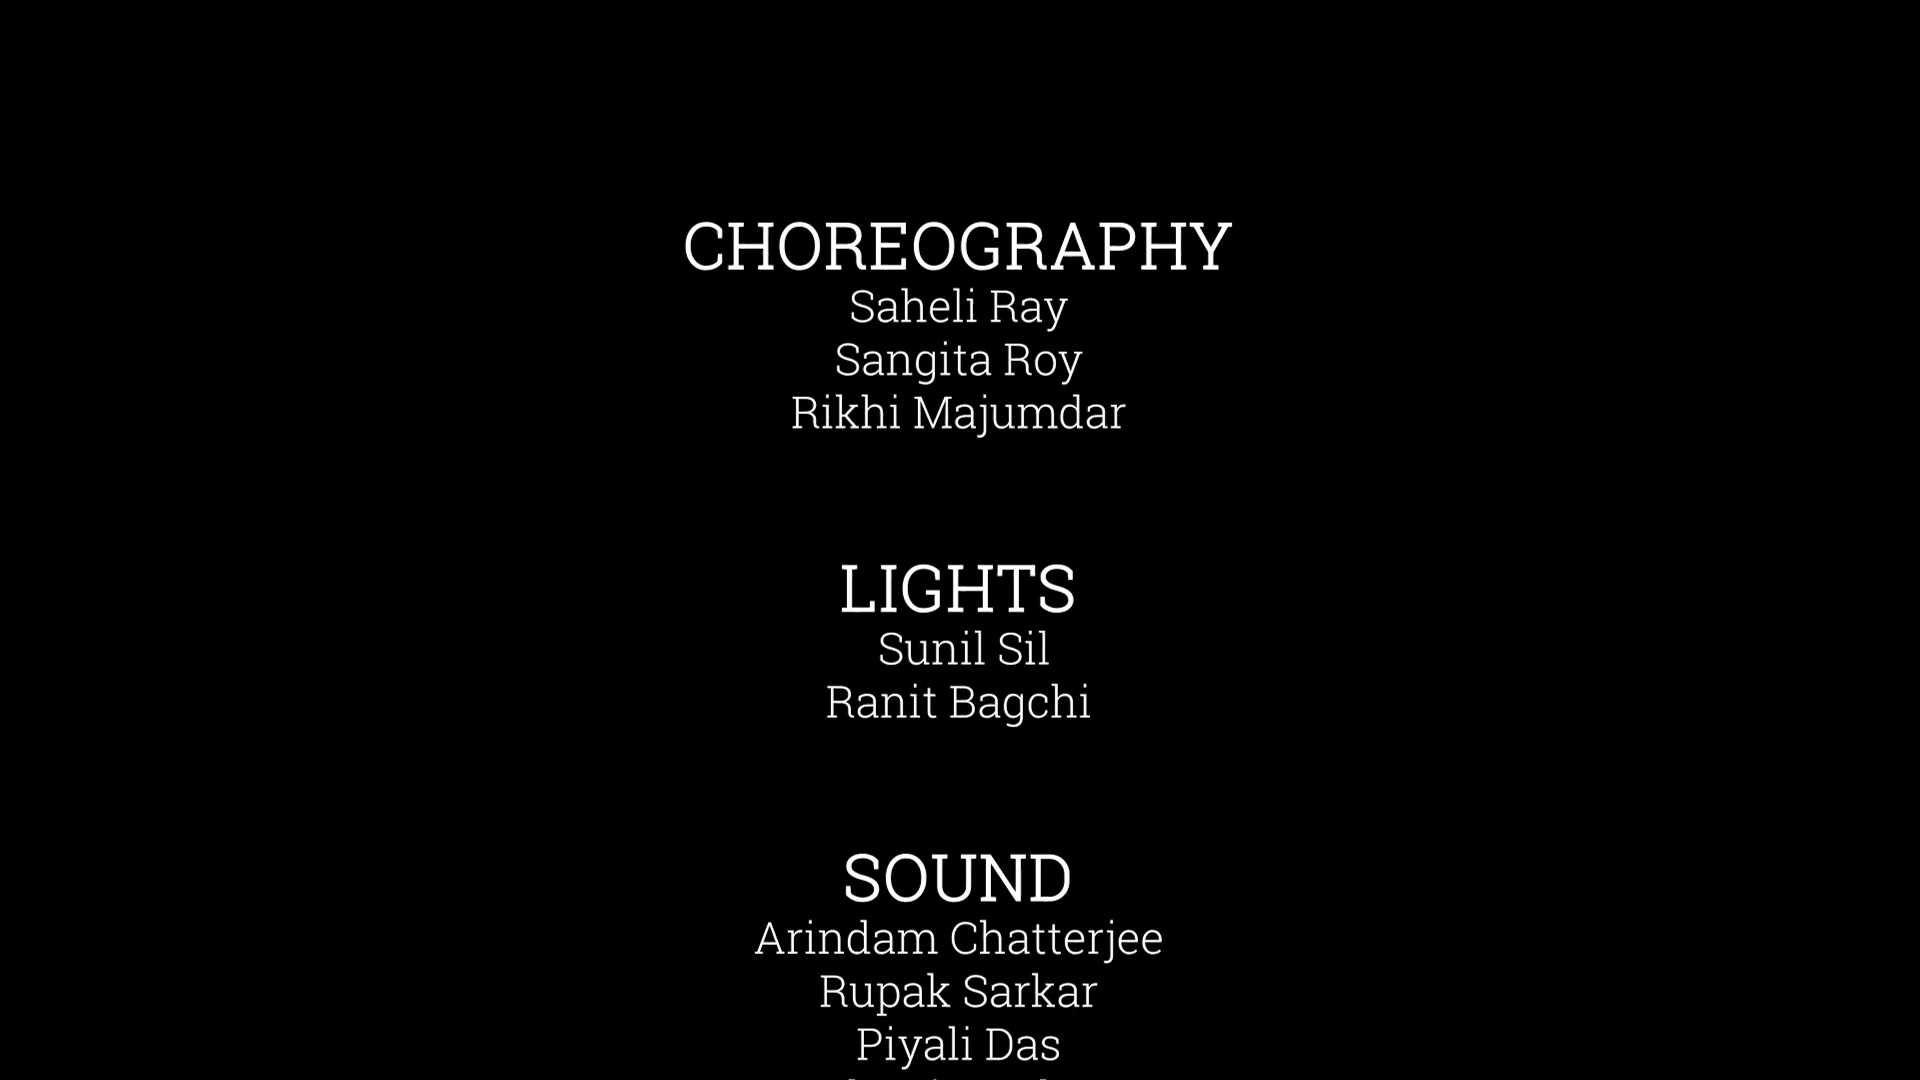 CHOREOGRAPHY
Saheli Ray
Sangita Roy
Rikhi Majumdar
LIGHTS
Sunil Sil
Ranit Bagchi
SOUND
Arindam Chatterjee
Rupak Sarkar
Piyali Das